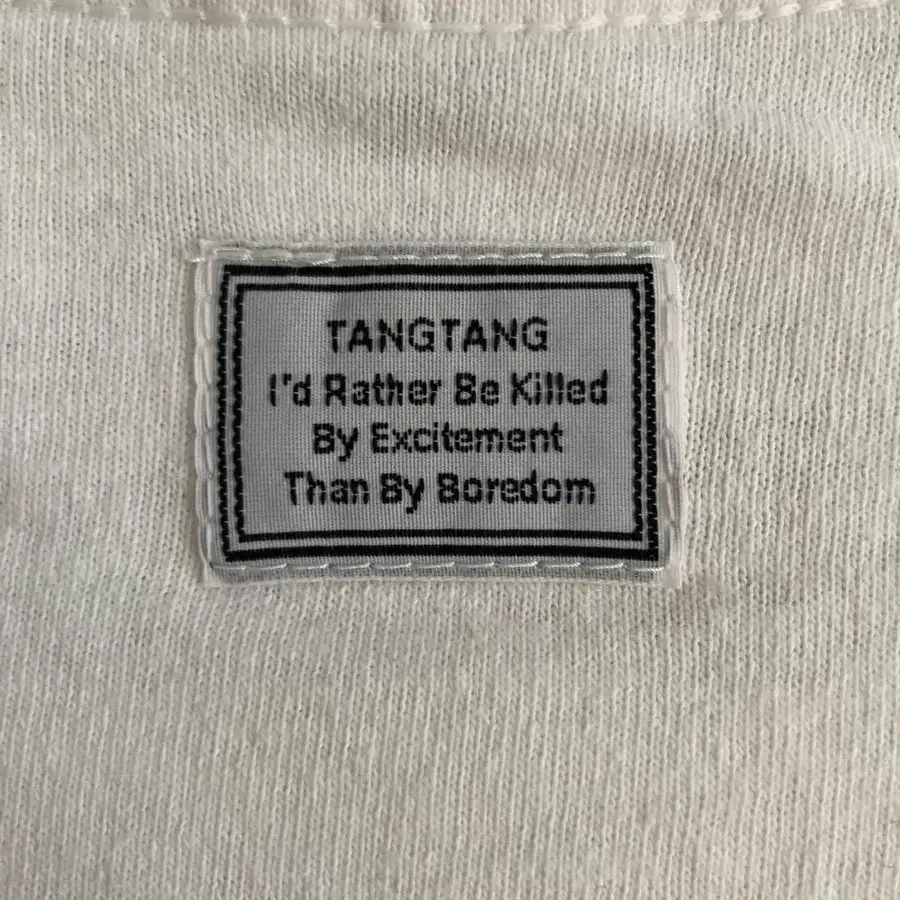 TANGTANG
I'd Rather Be Killed
By Excitement
Than By Boredom